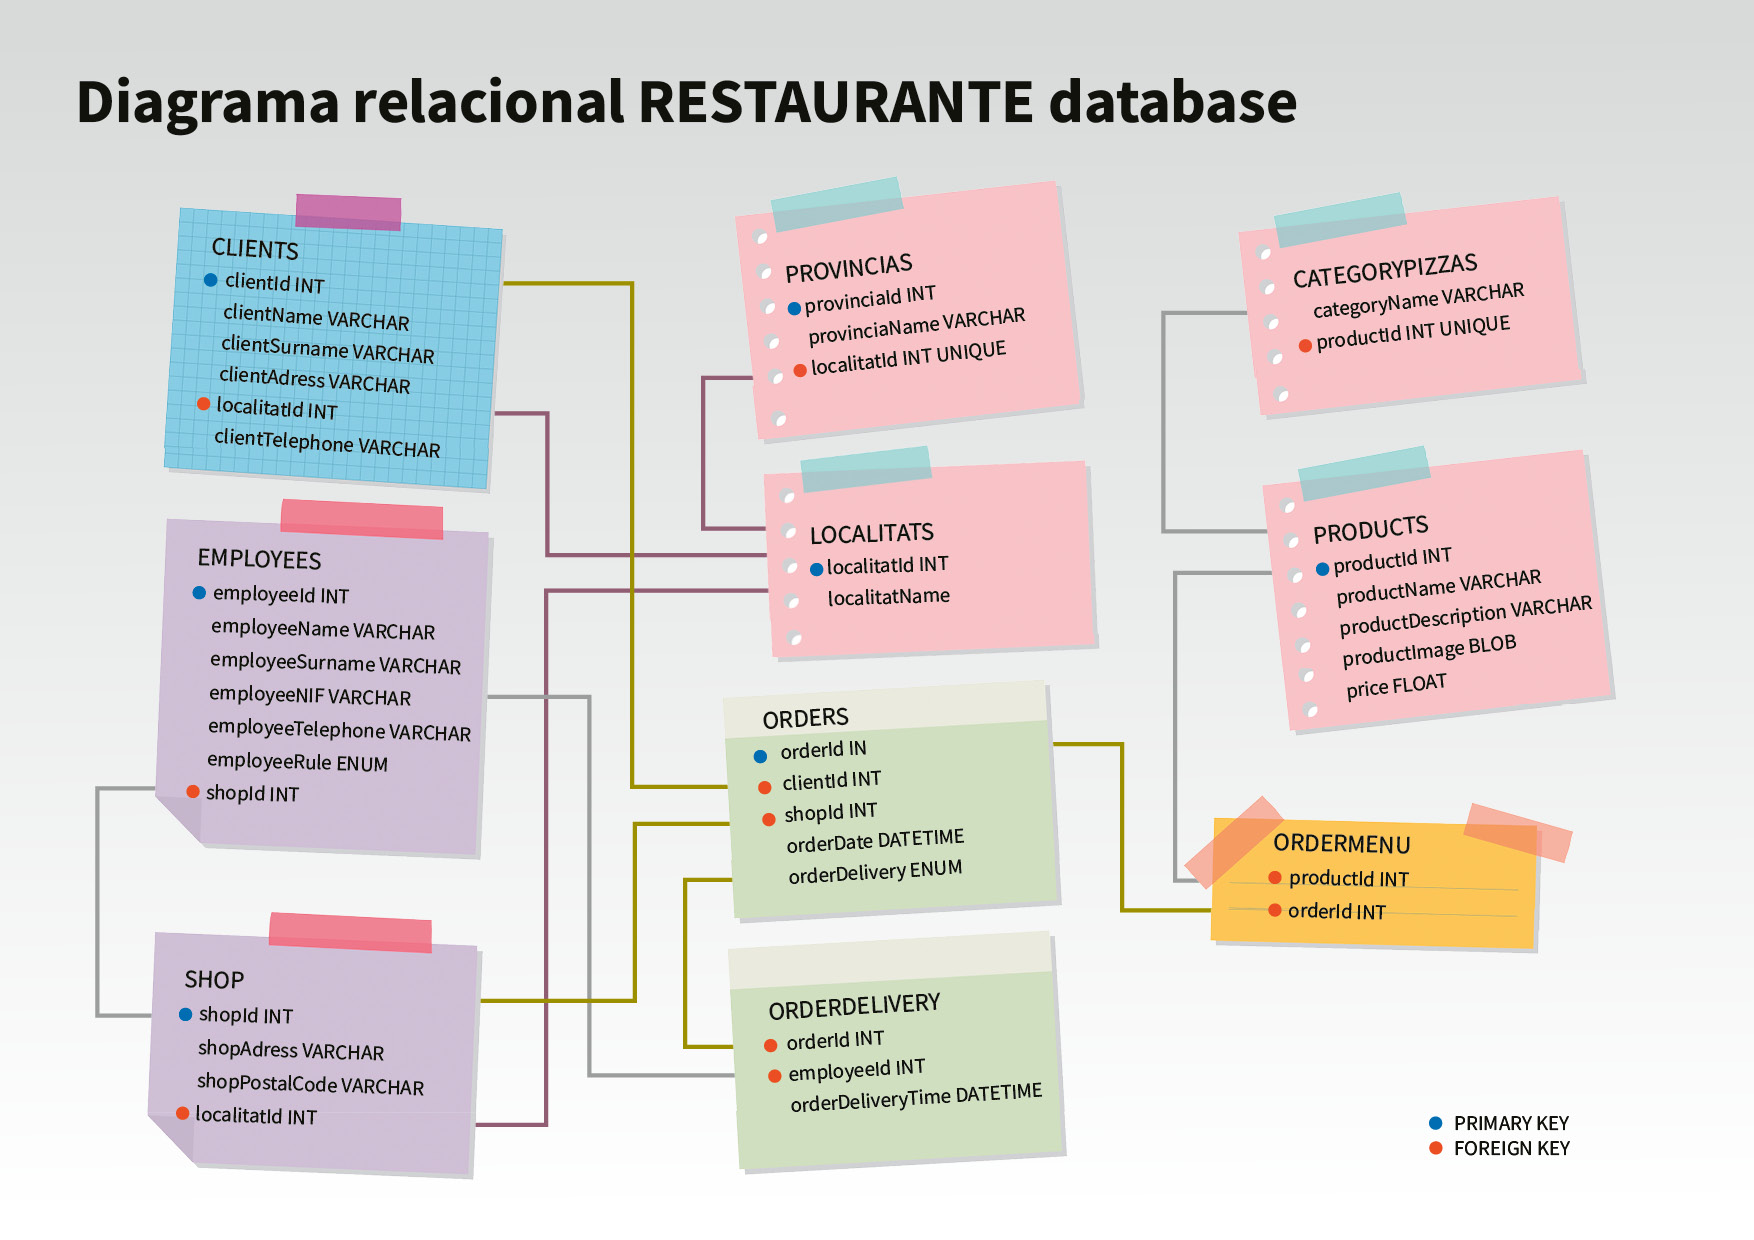 Diagrama relacional RESTAURANTE database
CLIENTS
clientId INT
clientName VARCHAR
clientSurname VARCHAR
clientAdress VARCHAR
localitatId INT
clientTelephone VARCHAR
EMPLOYEES
employeeId INT
employeeName VARCHAR
employeeSurname VARCHAR
employeeNIF VARCHAR
employeeTelephone VARCHAR
employeeRule ENUM
shopId INT
SHOP
shopId INT
shopAdress VARCHAR
shopPostalCode VARCHAR
localitatId INT
PROVINCIAS
provinciaId INT
provinciaName VARCHAR
localitatId INT UNIQUE
LOCALITATS
localitatId INT
localitatName
ORDERS
orderId IN
clientId INT
shopId INT
orderDate DATETIME
orderDelivery ENUM
ORDERDELIVERY
orderId INT
employeeId INT
orderDeliveryTime DATETIME
CATEGORYPIZZAS
categoryName VARCHAR
productId INT UNIQUE
PRODUCTS
productId INT
productName VARCHAR
productDescription VARCHAR
productImage BLOB
price FLOAT
ORDERMENU
productId INT
orderId INT
PRIMARY KEY
FOREIGN KEY